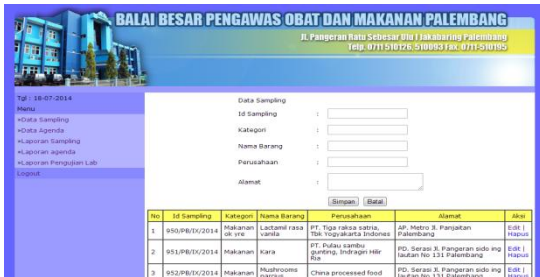 BALAI BESAR PENGAWAS OBAT DAN MAKANAN PALEMBANG
Jl. Pangeran Ratu Sebesar Ulu I Jakabaring Palembang
Telp. 0711 510126, 510093 Fax. 0711-510195
Tgl : 16-07-2014
Menu
»Data Sampling
»Data Agenda
»Laporan Sampling
»Laporan agenda
»Laporan Pengujian Lab
Logout
Data Sampling
Id Sampling :
Kategori :
Nama Barang :
Perusahaan :
Alamat :
Simpan Batal
No Id Sampling Kategori Nama Barang Perusahaan Alamat Aksi
1 950/PB/IX/2014 Makanan ok yre Lactamil rasa vanila PT. Tiga raksa satria, Tbk Yogyakarta Indones AP. Metro Jl. Panjaitan Palembang Edit | Hapus
2 951/PB/IX/2014 Makanan Kara PT. Pulau sambu gunting, Indragiri Hilir Ria PD. Serasi Jl. Pangeran sido ing lautan No 131 Palembang Edit | Hapus
3 952/PB/IX/2014 Makanan Mushrooms China processed food PD. Serasi Jl. Pangeran sido ing lautan No 131 Palembang Edit | Hapus